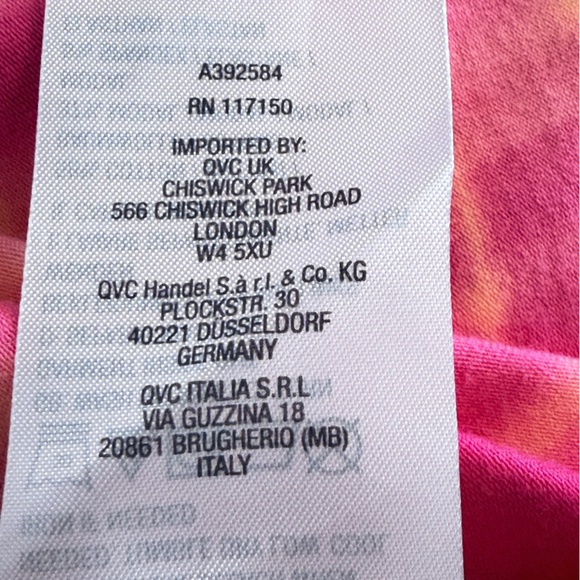 A392584
RN 117150
IMPORTED BY:
QVC UK
CHISWICK PARK
566 CHISWICK HIGH ROAD
LONDON
W4 5XU
QVC Handel S.à r.l. & Co. KG
PLOCKSTR. 30
40221 DÜSSELDORF
GERMANY
QVC ITALIA S.R.L
VIA GUZZINA 18
20861 BRUGHERIO (MB)
ITALY